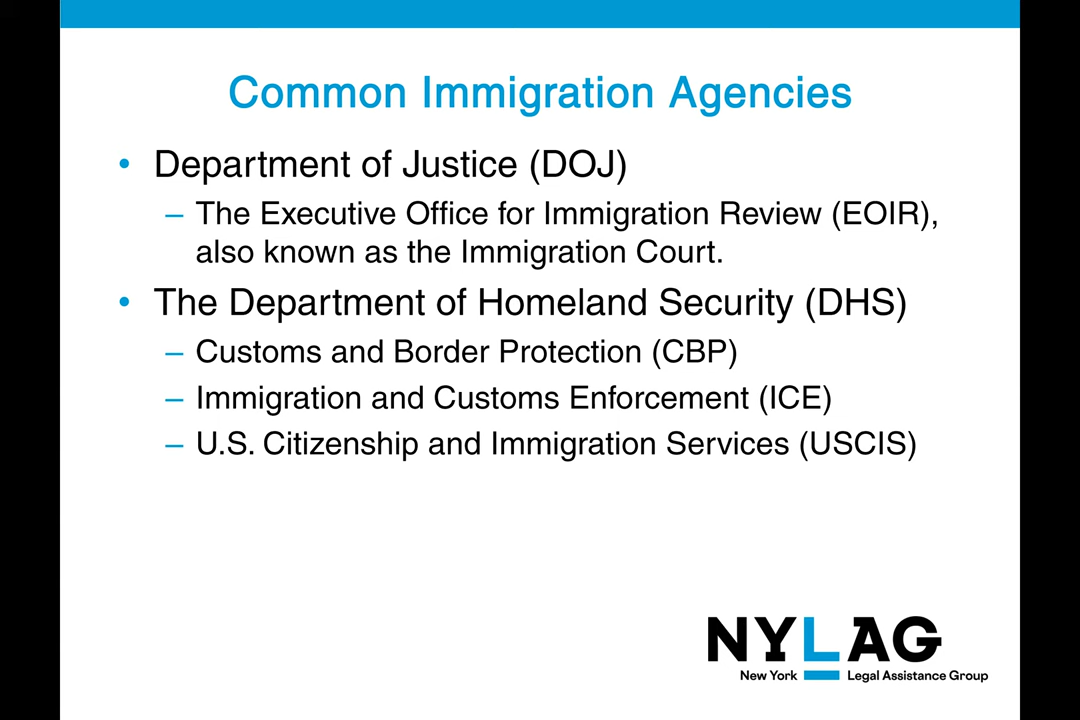 Common Immigration Agencies
• Department of Justice (DOJ)
– The Executive Office for Immigration Review (EOIR),
also known as the Immigration Court.
• The Department of Homeland Security (DHS)
– Customs and Border Protection (CBP)
– Immigration and Customs Enforcement (ICE)
– U.S. Citizenship and Immigration Services (USCIS)
NYLAG
New York Legal Assistance Group